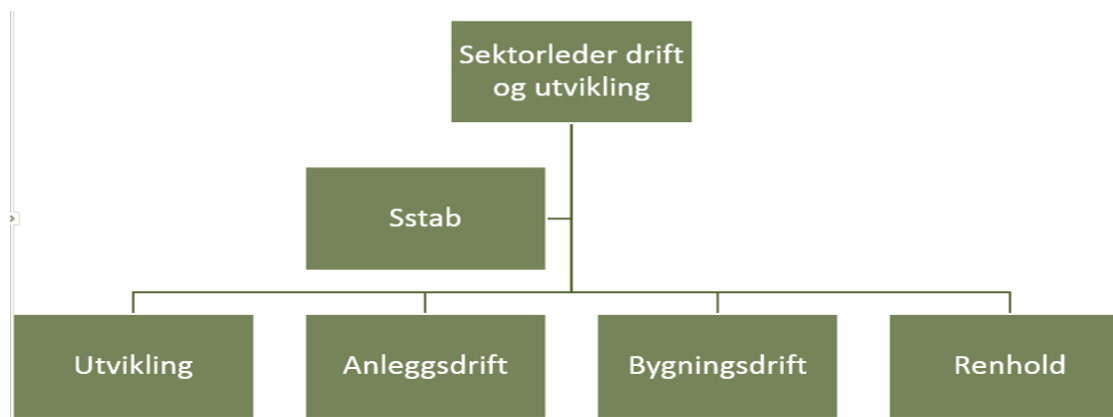 Sektorleder drift
og utvikling
Sstab
Utvikling
Anleggsdrift
Bygningsdrift
Renhold